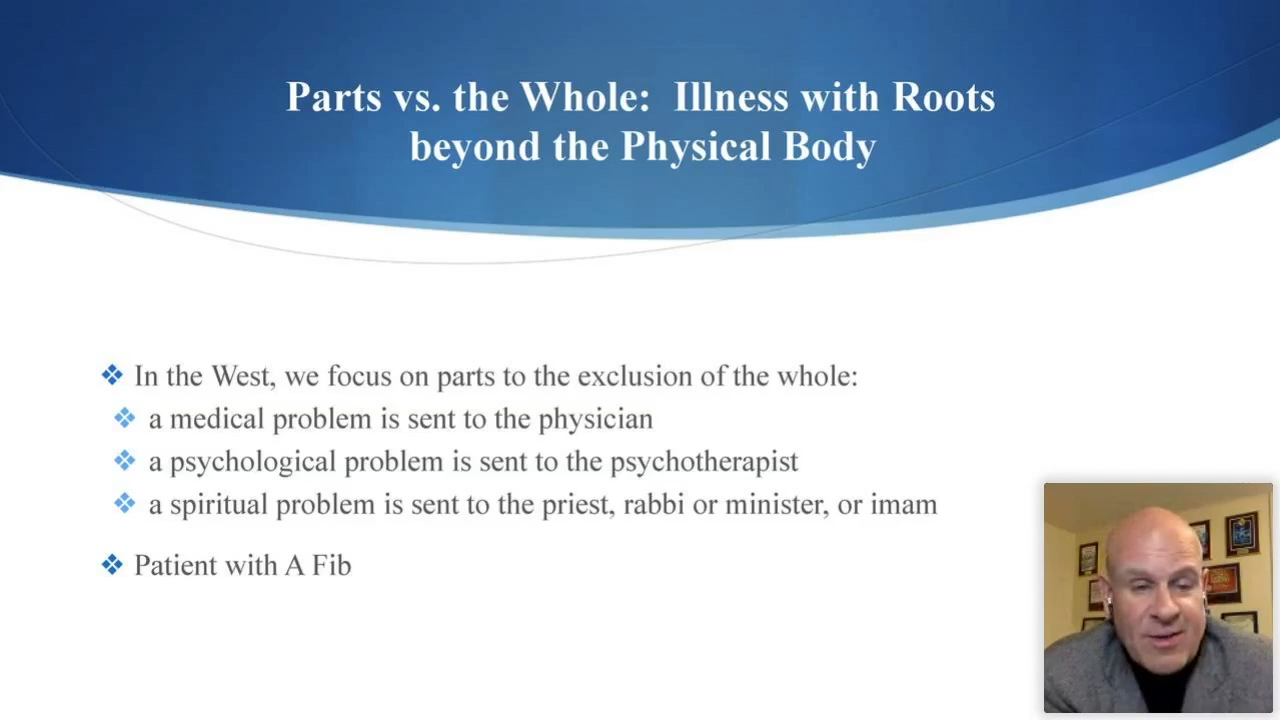 Parts vs. the Whole:  Illness with Roots
beyond the Physical Body
In the West, we focus on parts to the exclusion of the whole:
a medical problem is sent to the physician
a psychological problem is sent to the psychotherapist
a spiritual problem is sent to the priest, rabbi or minister, or imam
Patient with A Fib